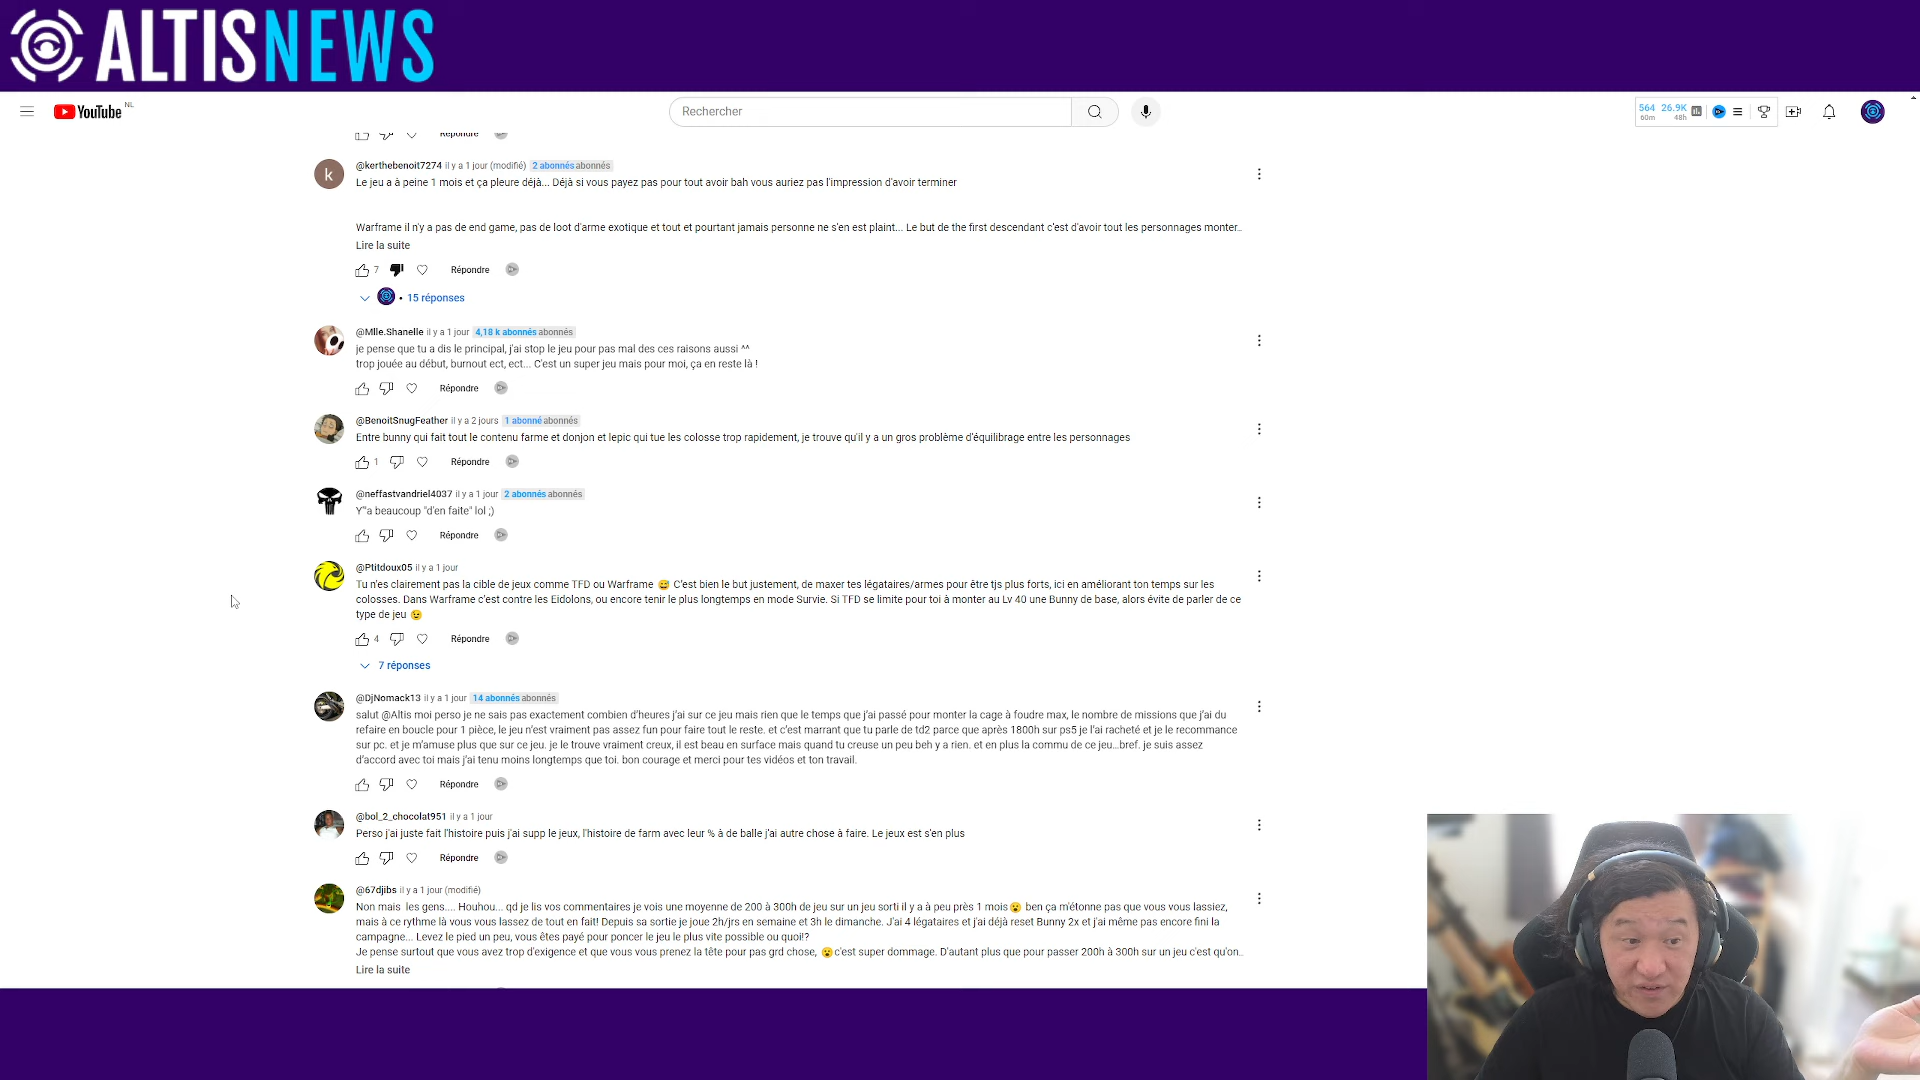 ALTISNEWS
YouTube NL
Rechercher
564 26.9K
60m 48h
Répondre
@kerthebenoit7274 il y a 1 jour (modifié) 2 abonnés abonnés
k
Le jeu a à peine 1 mois et ça pleure déjà... Déjà si vous payez pas pour tout avoir bah vous auriez pas l'impression d'avoir terminer
Warframe il n'y a pas de end game, pas de loot d'arme exotique et tout et pourtant jamais personne ne s'en est plaint... Le but de the first descendant c'est d'avoir tout les personnages monter...
Lire la suite
7 Répondre
• 15 réponses
@Mlle.Shanelle il y a 1 jour 4,18 k abonnés abonnés
je pense que tu a dis le principal, j'ai stop le jeu pour pas mal des ces raisons aussi ^^
trop jouée au début, burnout ect, ect... C'est un super jeu mais pour moi, ça en reste là !
Répondre
@BenoitSnugFeather il y a 2 jours 1 abonné abonnés
Entre bunny qui fait tout le contenu farme et donjon et lepic qui tue les colosse trop rapidement, je trouve qu'il y a un gros problème d'équilibrage entre les personnages
1 Répondre
@neffastvandriel4037 il y a 1 jour 2 abonnés abonnés
Y'"a beaucoup "d'en faite" lol ;)
Répondre
@Ptitdoux05 il y a 1 jour
Tu n'es clairement pas la cible de jeux comme TFD ou Warframe 😅 C'est bien le but justement, de maxer tes légataires/armes pour être tjs plus forts, ici en améliorant ton temps sur les
colosses. Dans Warframe c'est contre les Eidolons, ou encore tenir le plus longtemps en mode Survie. Si TFD se limite pour toi à monter au Lv 40 une Bunny de base, alors évite de parler de ce
type de jeu 😉
4 Répondre
7 réponses
@DjNomack13 il y a 1 jour 14 abonnés abonnés
salut @Altis moi perso je ne sais pas exactement combien d'heures j'ai sur ce jeu mais rien que le temps que j'ai passé pour monter la cage à foudre max, le nombre de missions que j'ai du
refaire en boucle pour 1 pièce, le jeu n'est vraiment pas assez fun pour faire tout le reste. et c'est marrant que tu parle de td2 parce que après 1800h sur ps5 je l'ai racheté et je le recommance
sur pc. et je m'amuse plus que sur ce jeu. je le trouve vraiment creux, il est beau en surface mais quand tu creuse un peu beh y a rien. et en plus la commu de ce jeu...bref. je suis assez
d'accord avec toi mais j'ai tenu moins longtemps que toi. bon courage et merci pour tes vidéos et ton travail.
Répondre
@bol_2_chocolat951 il y a 1 jour
Perso j'ai juste fait l'histoire puis j'ai supp le jeux, l'histoire de farm avec leur % à de balle j'ai autre chose à faire. Le jeux est s'en plus
Répondre
@67djibs il y a 1 jour (modifié)
Non mais les gens.... Houhou... qd je lis vos commentaires je vois une moyenne de 200 à 300h de jeu sur un jeu sorti il y a à peu près 1 mois😮 ben ça m'étonne pas que vous vous lassiez,
mais à ce rythme là vous vous lassez de tout en fait! Depuis sa sortie je joue 2h/jrs en semaine et 3h le dimanche. J'ai 4 légataires et j'ai déjà reset Bunny 2x et j'ai même pas encore fini la
campagne... Levez le pied un peu, vous êtes payé pour poncer le jeu le plus vite possible ou quoi!?
Je pense surtout que vous avez trop d'exigence et que vous vous prenez la tête pour pas grd chose, 😮c'est super dommage. D'autant plus que pour passer 200h à 300h sur un jeu c'est qu'on...
Lire la suite